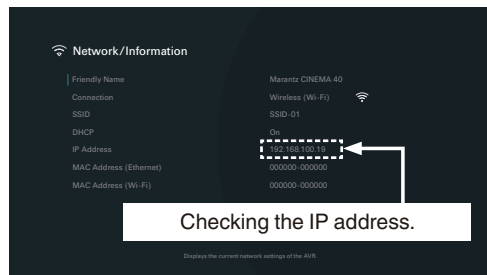 Network/Information
Friendly Name Marantz CINEMA 40
Connection Wireless (Wi-Fi)
SSID SSID-01
DHCP On
IP Address 192.168.100.19
MAC Address (Ethernet) 000000-000000
MAC Address (Wi-Fi) 000000-000000
Checking the IP address.
Displays the current network settings of the AVR